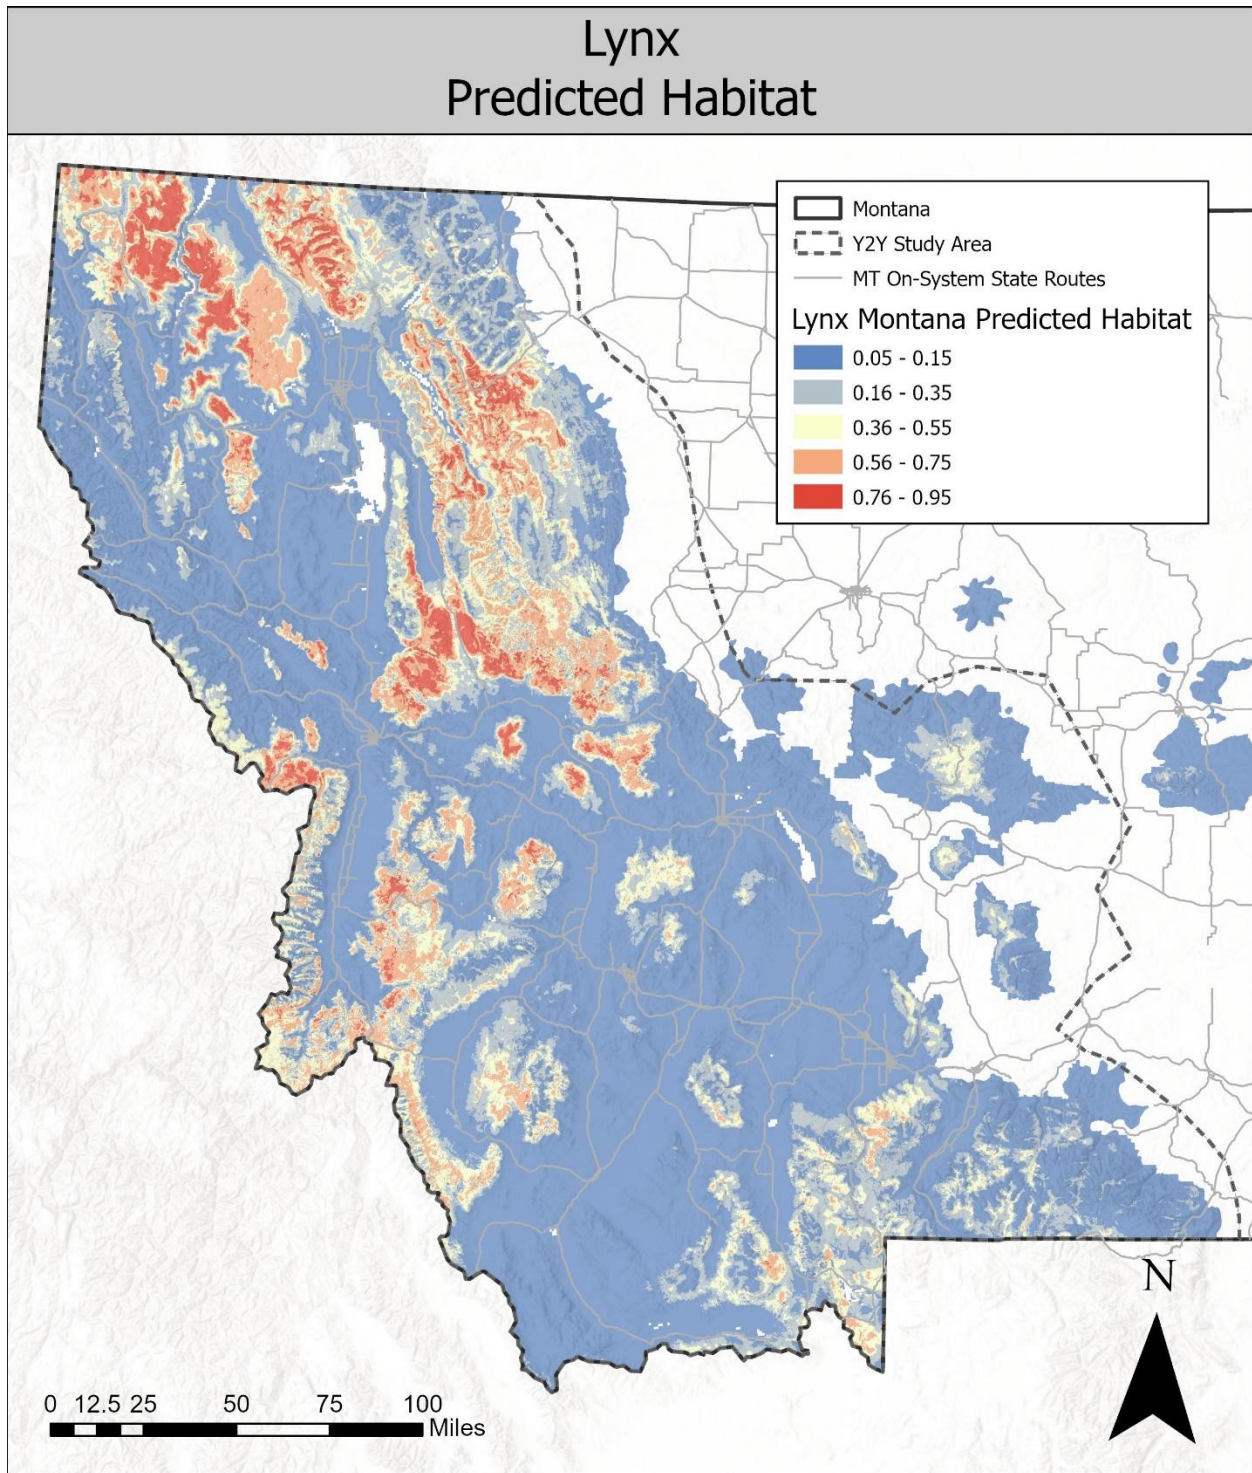 Lynx
Predicted Habitat
Montana
Y2Y Study Area
MT On-System State Routes
Lynx Montana Predicted Habitat
0.05 - 0.15
0.16 - 0.35
0.36 - 0.55
0.56 - 0.75
0.76 - 0.95
N
0 12.5 25 50 75 100
Miles